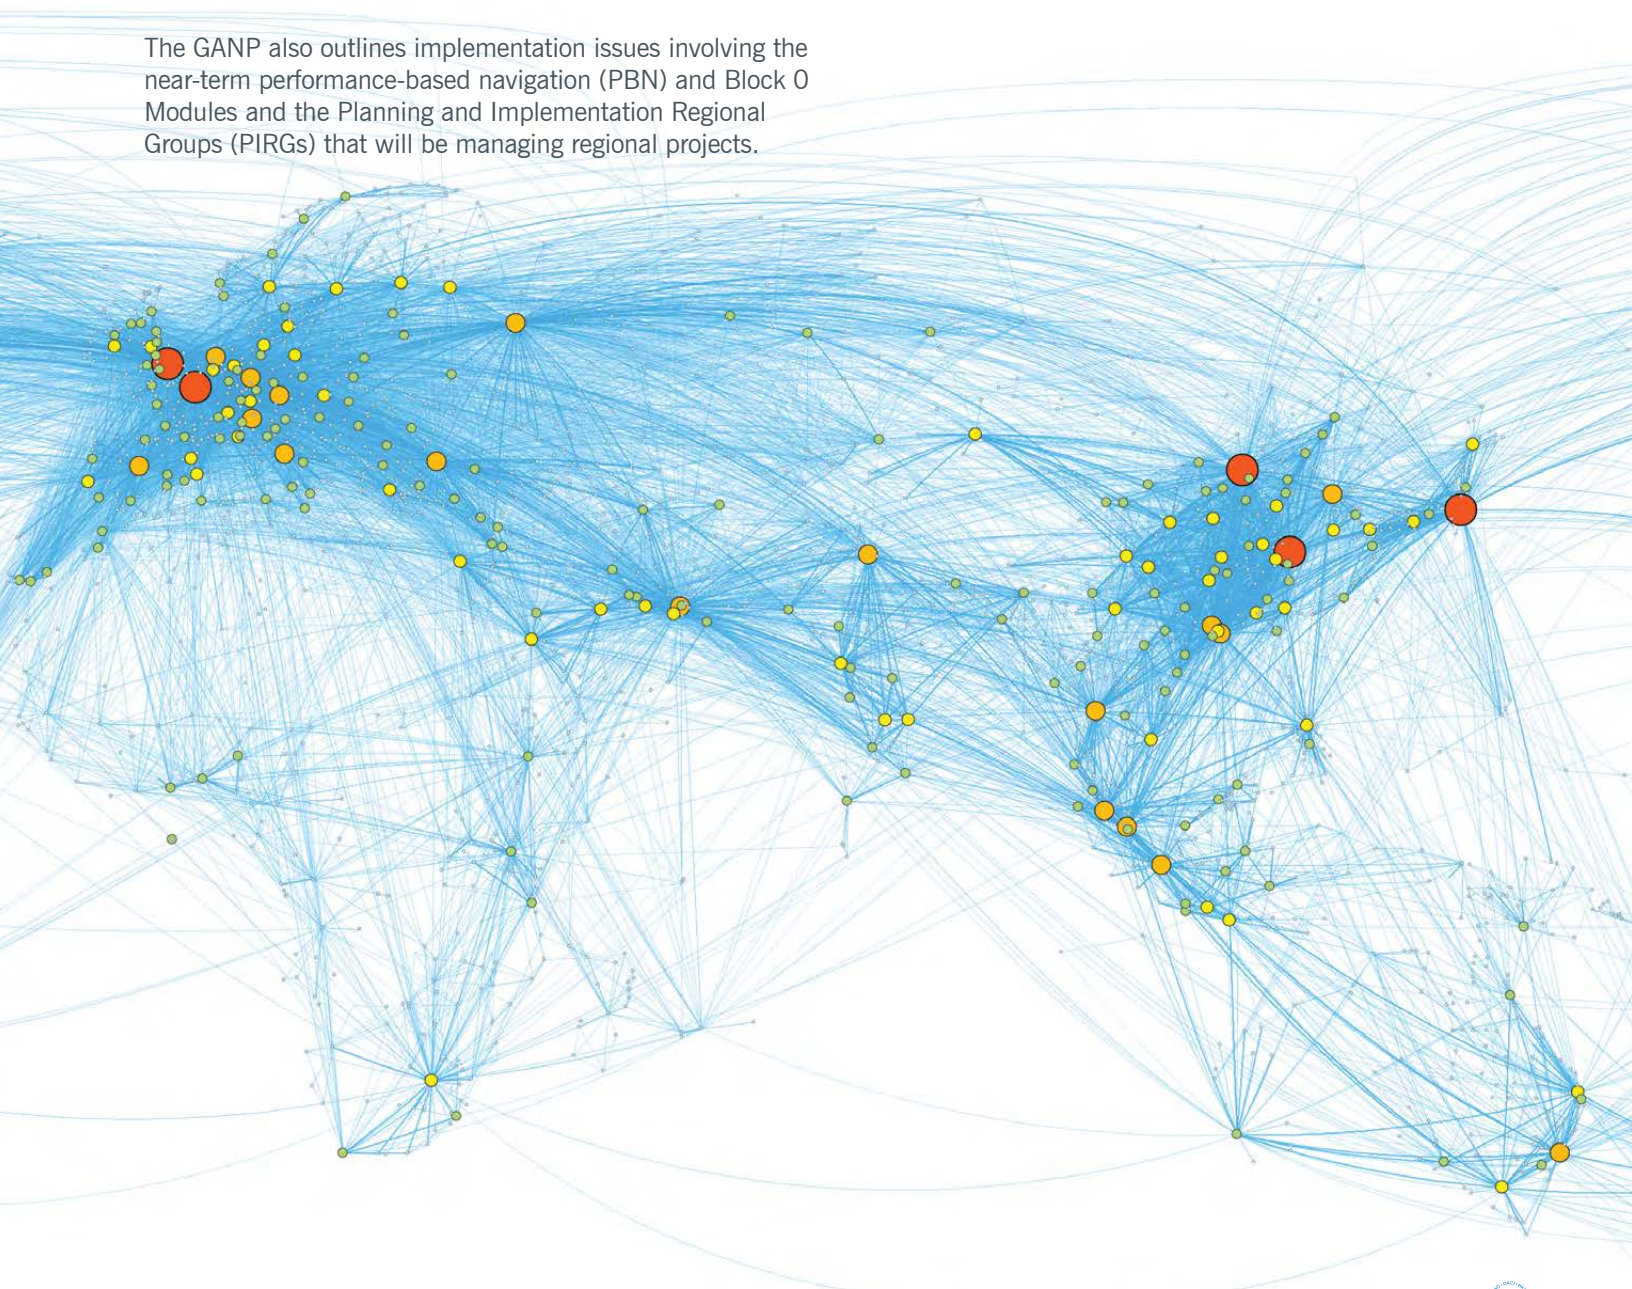 The GANP also outlines implementation issues involving the
near-term performance-based navigation (PBN) and Block 0
Modules and the Planning and Implementation Regional
Groups (PIRGs) that will be managing regional projects.